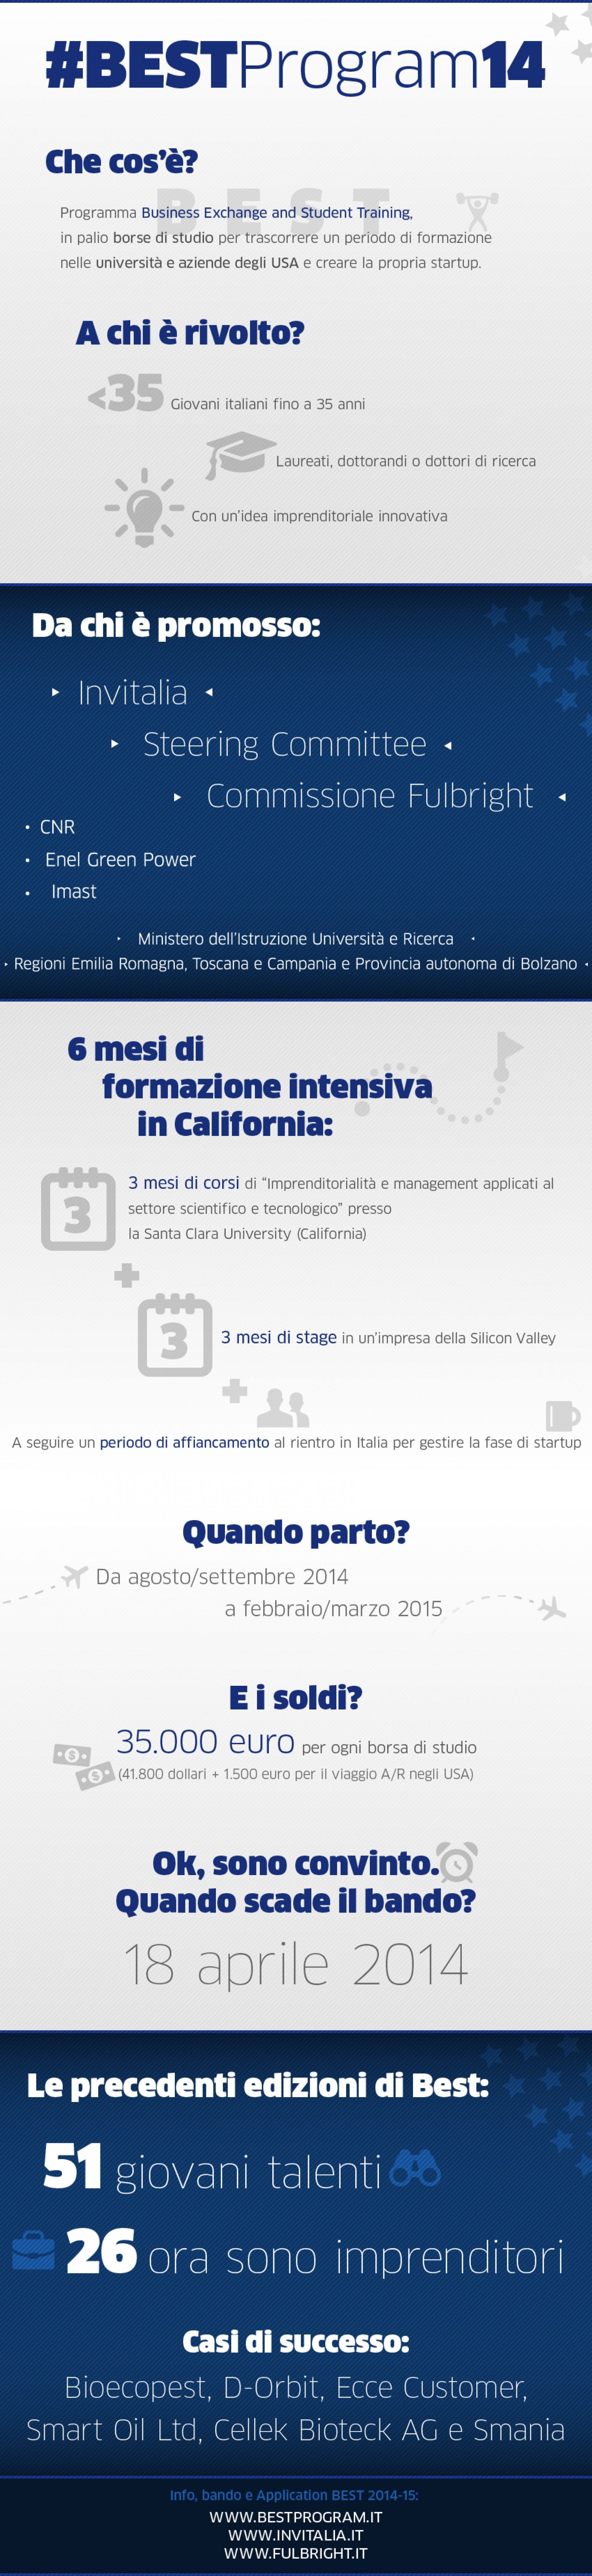 #BESTProgram14
Che cos'è?
BEST
Programma Business Exchange and Student Training,
in palio borse di studio per trascorrere un periodo di formazione
nelle università e aziende degli USA e creare la propria startup.
A chi è rivolto?
<35 Giovani italiani fino a 35 anni
Laureati, dottorandi o dottori di ricerca
Con un'idea imprenditoriale innovativa
Da chi è promosso:
Invitalia
Steering Committee
Commissione Fulbright
• CNR
• Enel Green Power
• Imast
Ministero dell'Istruzione Università e Ricerca
Regioni Emilia Romagna, Toscana e Campania e Provincia autonoma di Bolzano
6 mesi di
formazione intensiva
in California:
3
3 mesi di corsi di "Imprenditorialità e management applicati al
settore scientifico e tecnologico" presso
la Santa Clara University (California)
3
3 mesi di stage in un'impresa della Silicon Valley
A seguire un periodo di affiancamento al rientro in Italia per gestire la fase di startup
Quando parto?
Da agosto/settembre 2014
a febbraio/marzo 2015
E i soldi?
35.000 euro per ogni borsa di studio
(41.800 dollari + 1.500 euro per il viaggio A/R negli USA)
Ok, sono convinto.
Quando scade il bando?
18 aprile 2014
Le precedenti edizioni di Best:
51 giovani talenti
26 ora sono imprenditori
Casi di successo:
Bioecopest, D-Orbit, Ecce Customer,
Smart Oil Ltd, Cellek Bioteck AG e Smania
Info, bando e Application BEST 2014-15:
WWW.BESTPROGRAM.IT
WWW.INVITALIA.IT
WWW.FULBRIGHT.IT